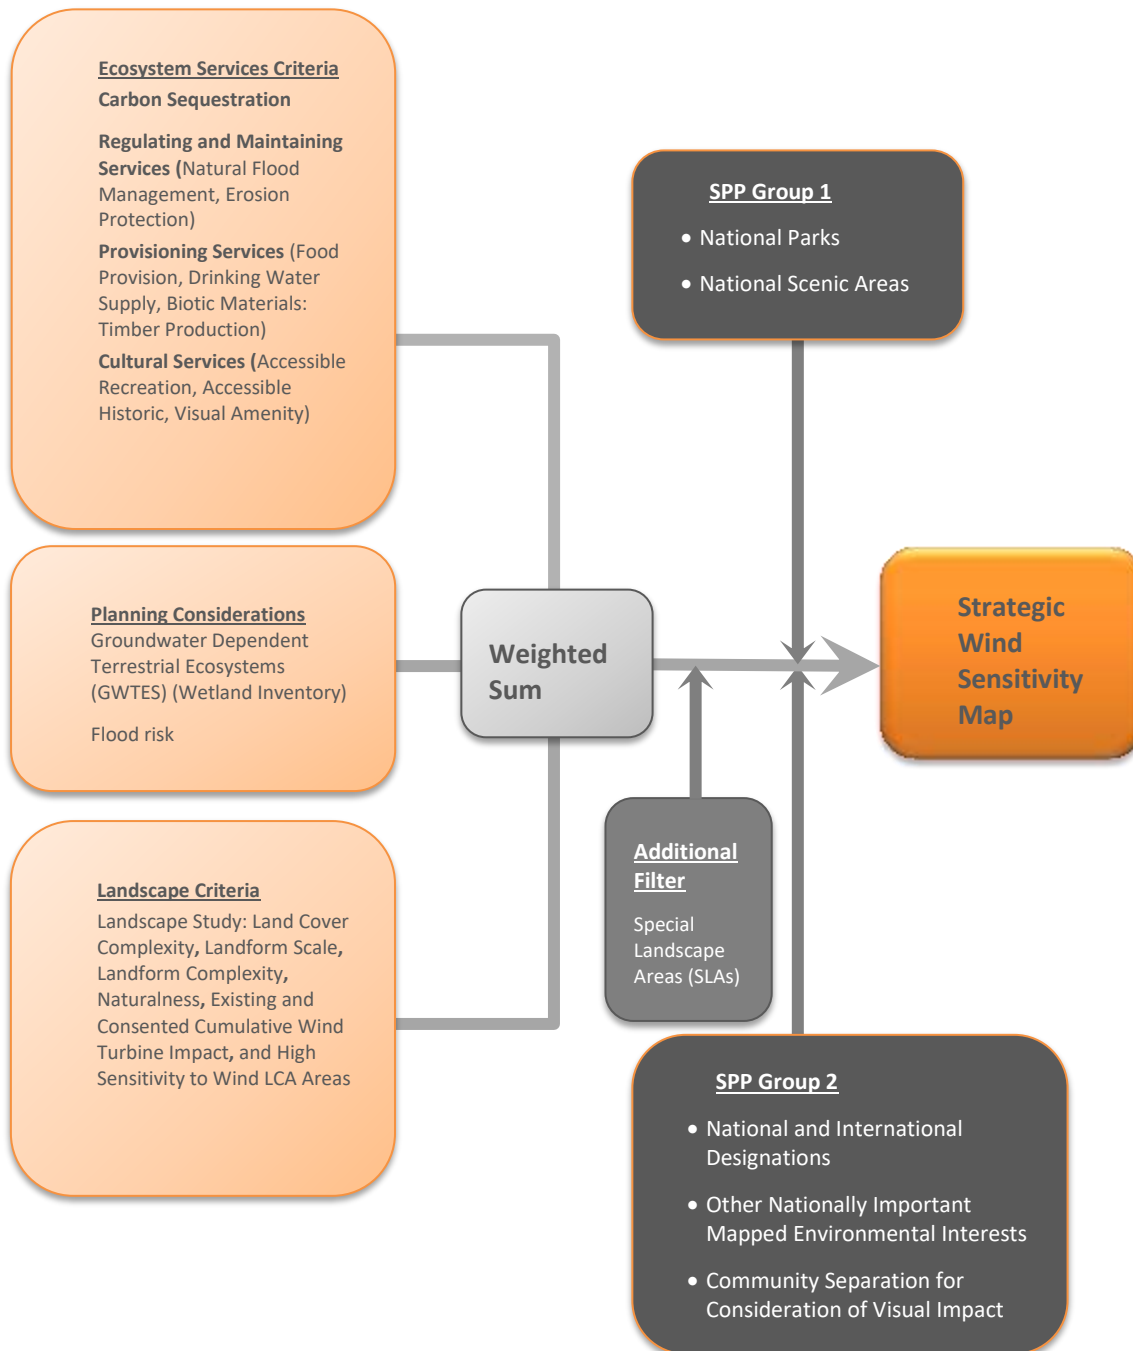 Ecosystem Services Criteria
Carbon Sequestration
Regulating and Maintaining
Services (Natural Flood
Management, Erosion
Protection)
Provisioning Services (Food
Provision, Drinking Water
Supply, Biotic Materials:
Timber Production)
Cultural Services (Accessible
Recreation, Accessible
Historic, Visual Amenity)
Planning Considerations
Groundwater Dependent
Terrestrial Ecosystems
(GWTES) (Wetland Inventory)
Flood risk
Landscape Criteria
Landscape Study: Land Cover
Complexity, Landform Scale,
Landform Complexity,
Naturalness, Existing and
Consented Cumulative Wind
Turbine Impact, and High
Sensitivity to Wind LCA Areas
Weighted
Sum
SPP Group 1
• National Parks
• National Scenic Areas
Additional
Filter
Special
Landscape
Areas (SLAs)
SPP Group 2
• National and International
Designations
• Other Nationally Important
Mapped Environmental Interests
• Community Separation for
Consideration of Visual Impact
Strategic
Wind
Sensitivity
Map